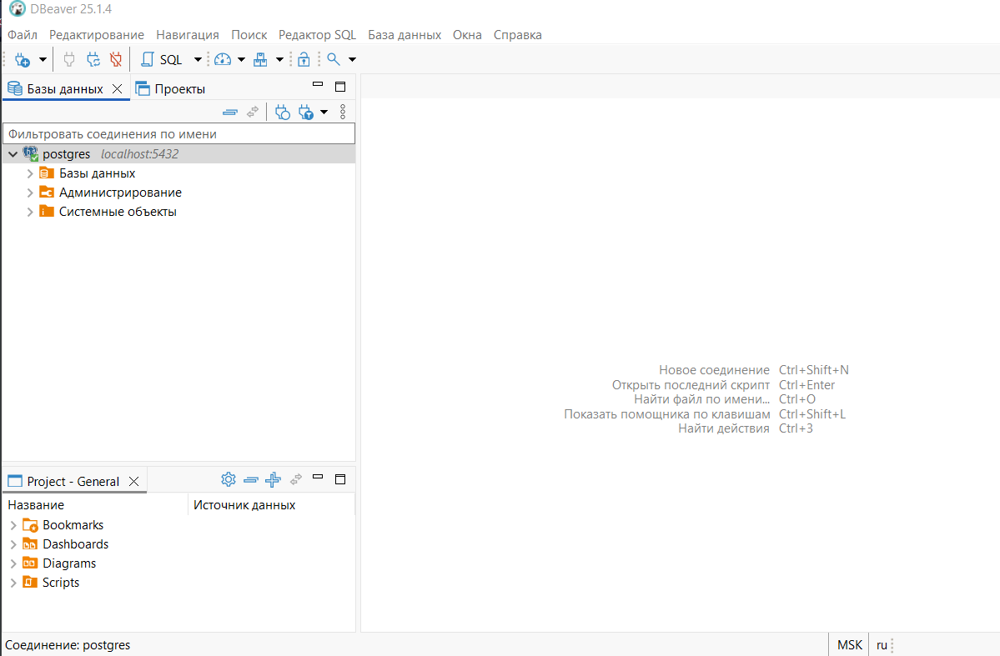 DBeaver 25.1.4
Файл Редактирование Навигация Поиск Редактор SQL База данных Окна Справка
SQL
Базы данных Проекты
Фильтровать соединения по имени
postgres localhost:5432
Базы данных
Администрирование
Системные объекты
Новое соединение Ctrl+Shift+N
Открыть последний скрипт Ctrl+Enter
Найти файл по имени... Ctrl+O
Показать помощника по клавишам Ctrl+Shift+L
Найти действия Ctrl+3
Project - General
Название Источник данных
Bookmarks
Dashboards
Diagrams
Scripts
Соединение: postgres MSK ru